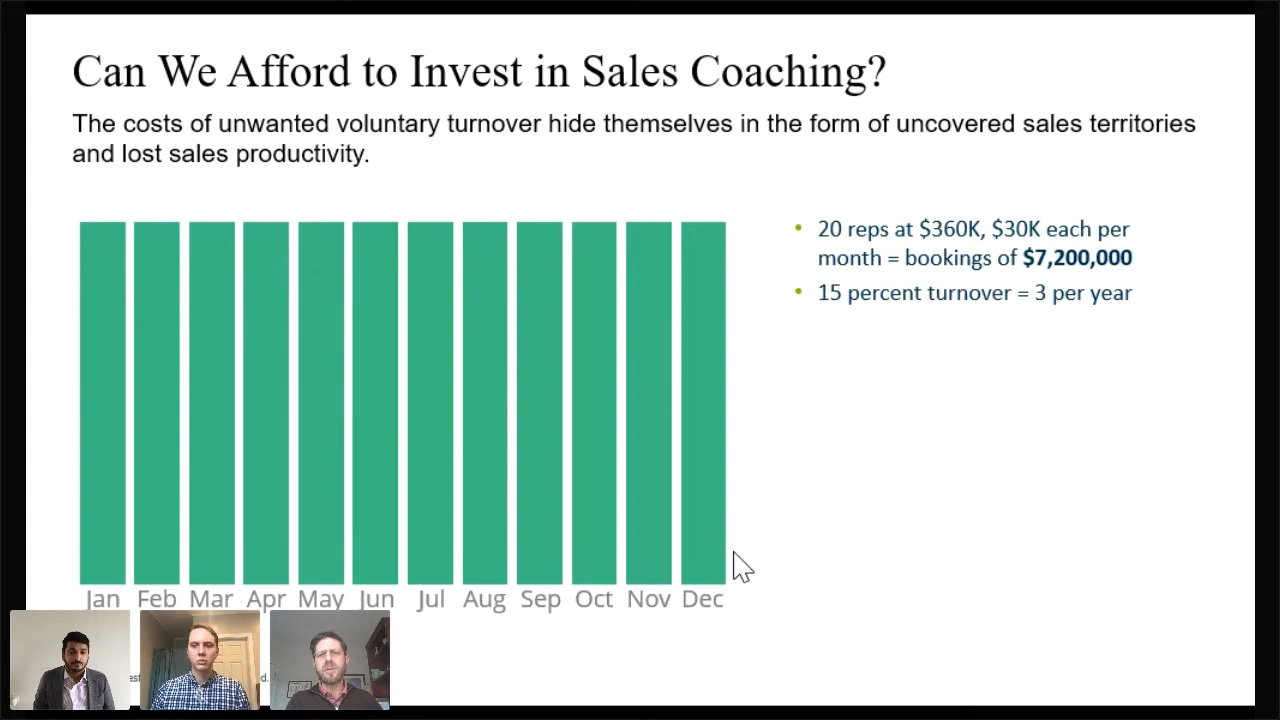 Can We Afford to Invest in Sales Coaching?
The costs of unwanted voluntary turnover hide themselves in the form of uncovered sales territories
and lost sales productivity.
• 20 reps at $360K, $30K each per
month = bookings of $7,200,000
• 15 percent turnover = 3 per year
Jan Feb Mar Apr May Jun Jul Aug Sep Oct Nov Dec